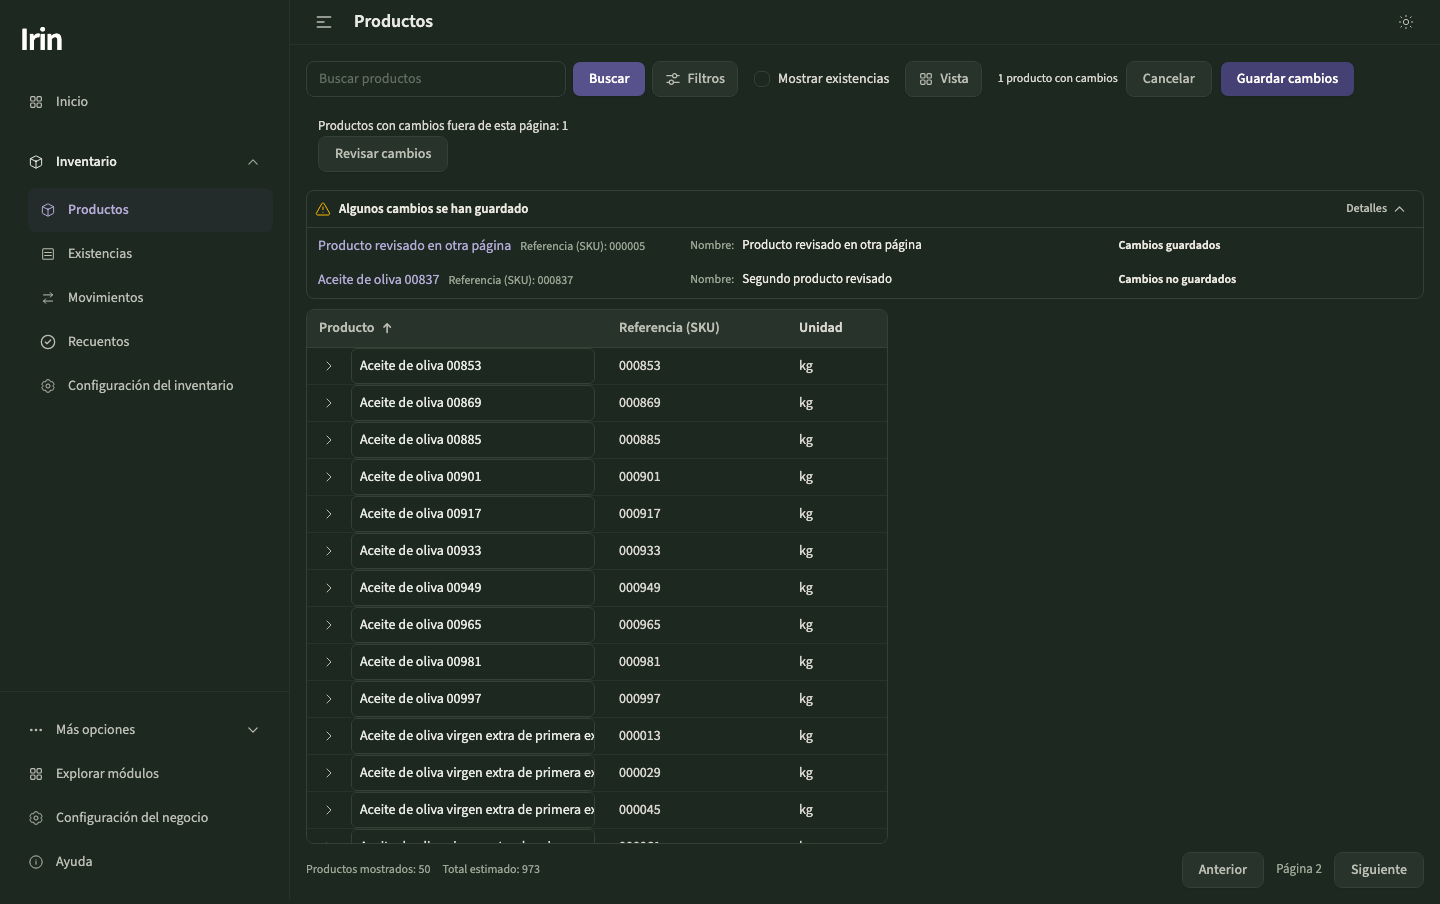 Irin
Productos
Inicio
Inventario
Productos
Existencias
Movimientos
Recuentos
Configuración del inventario
Más opciones
Explorar módulos
Configuración del negocio
Ayuda
Buscar productos
Buscar
Filtros
Mostrar existencias
Vista
1 producto con cambios
Cancelar
Guardar cambios
Productos con cambios fuera de esta página: 1
Revisar cambios
Algunos cambios se han guardado
Detalles
Producto revisado en otra página Referencia (SKU): 000005 Nombre: Producto revisado en otra página Cambios guardados
Aceite de oliva 00837 Referencia (SKU): 000837 Nombre: Segundo producto revisado Cambios no guardados
Producto Referencia (SKU) Unidad
Aceite de oliva 00853 000853 kg
Aceite de oliva 00869 000869 kg
Aceite de oliva 00885 000885 kg
Aceite de oliva 00901 000901 kg
Aceite de oliva 00917 000917 kg
Aceite de oliva 00933 000933 kg
Aceite de oliva 00949 000949 kg
Aceite de oliva 00965 000965 kg
Aceite de oliva 00981 000981 kg
Aceite de oliva 00997 000997 kg
Aceite de oliva virgen extra de primera ex 000013 kg
Aceite de oliva virgen extra de primera ex 000029 kg
Aceite de oliva virgen extra de primera ex 000045 kg
Productos mostrados: 50 Total estimado: 973
Anterior
Página 2
Siguiente